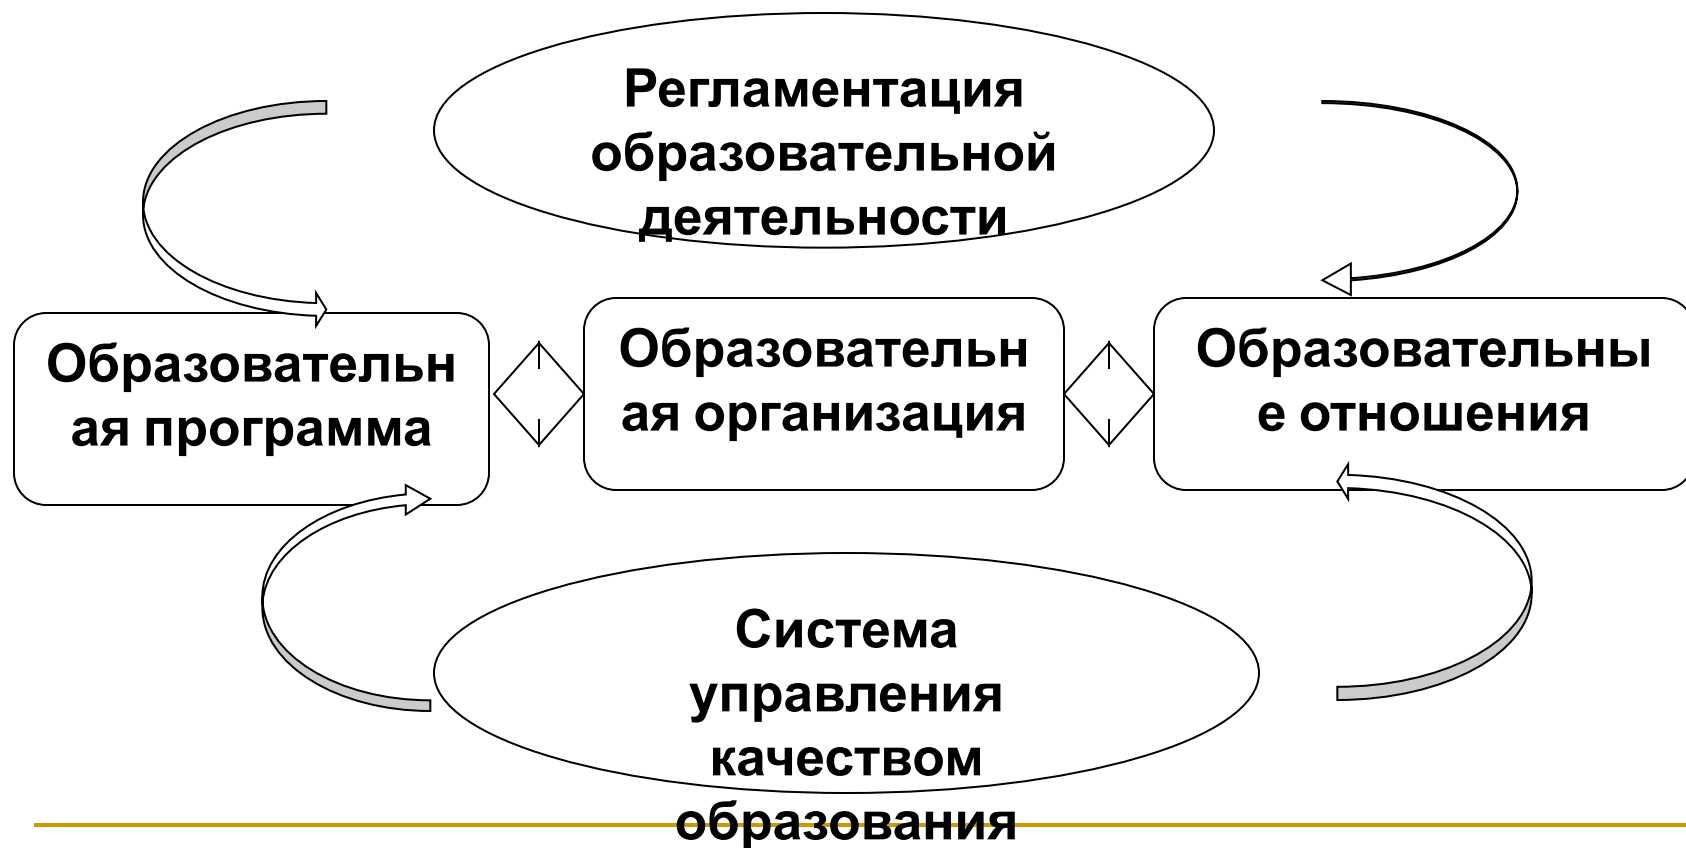 Регламентация
образовательной
деятельности
Образовательн
ая программа
Образовательн
ая организация
Образовательны
е отношения
Система
управления
качеством
образования